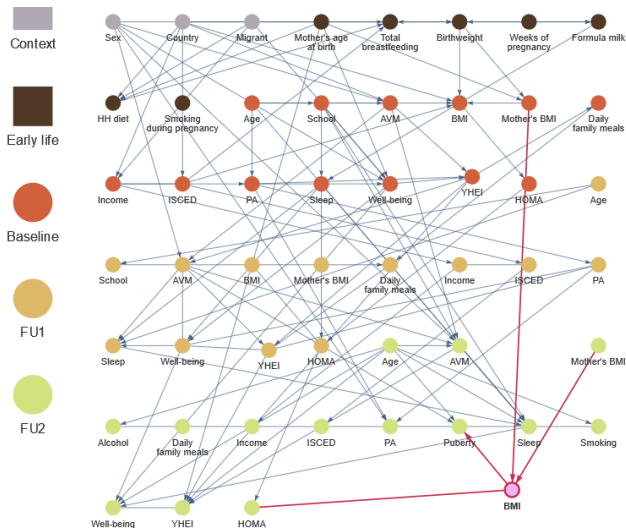 Context
Early life
Baseline
FU1
FU2
Sex
Country
Migrant
Mother's age
at birth
Total
breastfeeding
Birthweight
Weeks of
pregnancy
Formula milk
HH diet
Smoking
during pregnancy
Age
School
AVM
BMI
Mother's BMI
Daily
family meals
Income
ISCED
PA
Sleep
Well-being
YHEI
HOMA
Age
School
AVM
BMI
Mother's BMI
Daily
family meals
Income
ISCED
PA
Sleep
Well-being
YHEI
HOMA
Age
AVM
Mother's BMI
Alcohol
Daily
family meals
Income
ISCED
PA
Puberty
Sleep
Smoking
Well-being
YHEI
HOMA
BMI